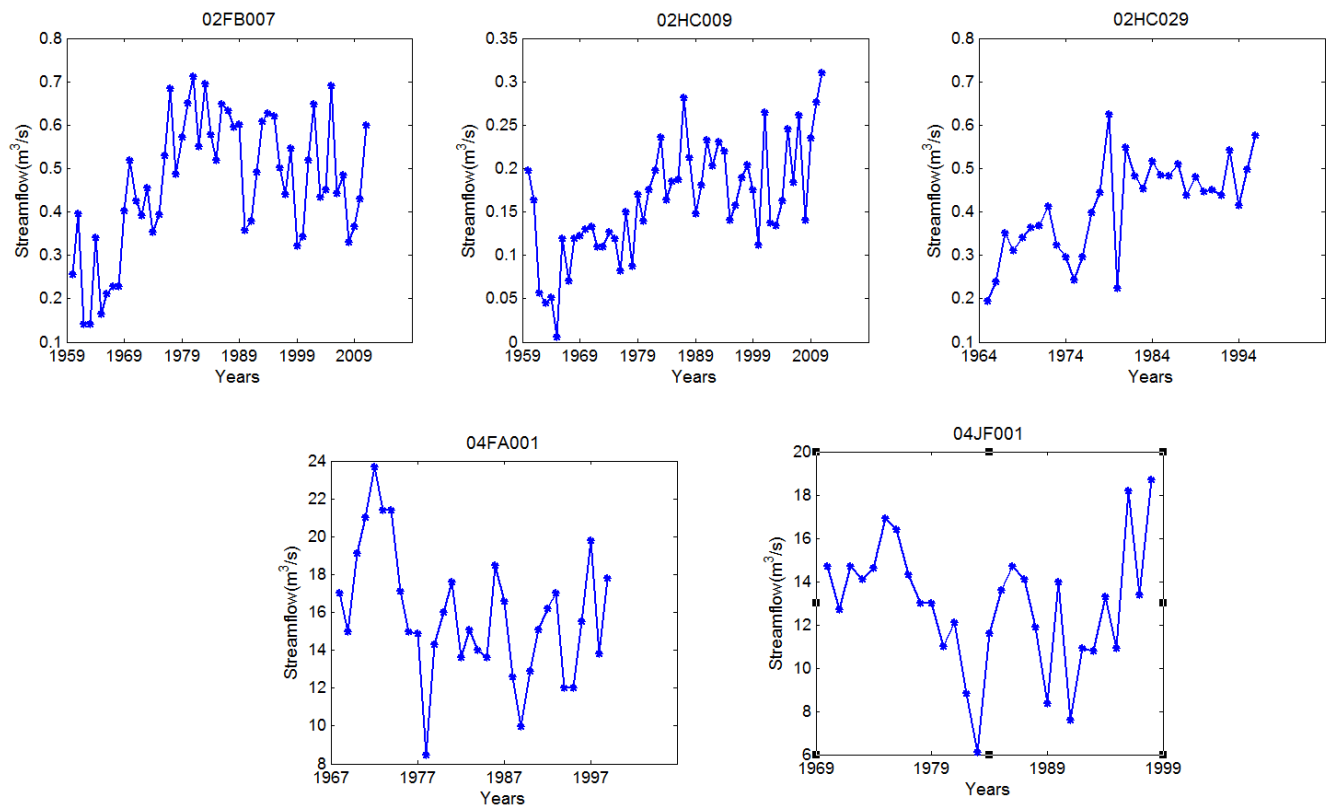 02FB007
0.8
0.7
0.6
0.5
0.4
0.3
0.2
0.1
Streamflow(m³/s)
1959 1969 1979 1989 1999 2009
Years
02HC009
0.35
0.3
0.25
0.2
0.15
0.1
0.05
0
Streamflow(m³/s)
1959 1969 1979 1989 1999 2009
Years
02HC029
0.8
0.7
0.6
0.5
0.4
0.3
0.2
0.1
Streamflow(m³/s)
1964 1974 1984 1994
Years
04FA001
24
22
20
18
16
14
12
10
8
Streamflow(m³/s)
1967 1977 1987 1997
Years
04JF001
20
18
16
14
12
10
8
6
Streamflow(m³/s)
1969 1979 1989 1999
Years